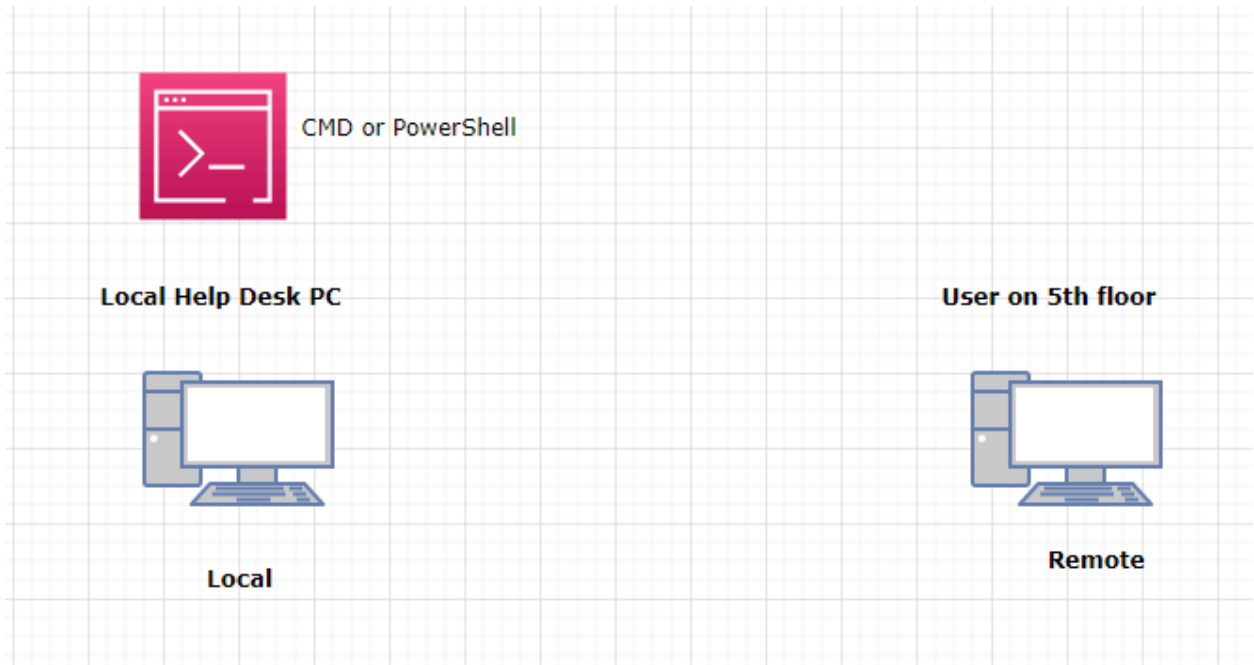 CMD or PowerShell
Local Help Desk PC
User on 5th floor
Local
Remote